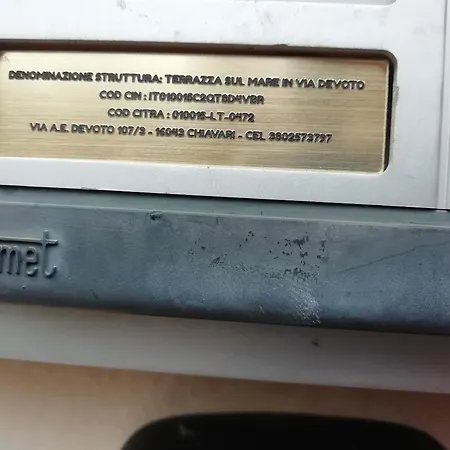 DENOMINAZIONE STRUTTURA: TERRAZZA SUL MARE IN VIA DEVOTO
COD CIN : IT010015C2QT8D4VBR
COD CITRA : 010015-LT-0472
VIA A.E. DEVOTO 107/3 - 16043 CHIAVARI - CEL 3802573797
met